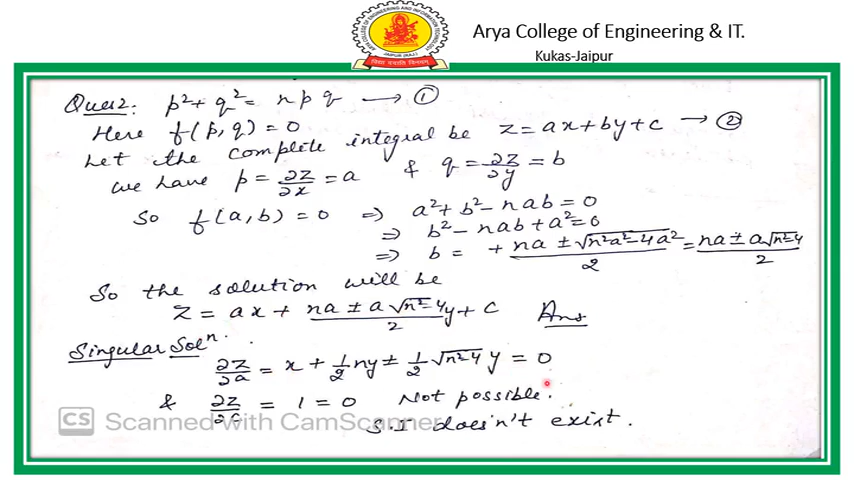 Arya College of Engineering & IT.
Kukas-Jaipur
Ques2: p²+ q² = n p q → ①
Here f(p, q) = 0
Let the complete integral be z = ax + by + c → ②
we have p = ∂z/∂x = a & q = ∂z/∂y = b
So f(a, b) = 0 ⇒ a² + b² - nab = 0
⇒ b² - nab + a² = 0
⇒ b = + (na ± √(n²a² - 4a²))/2 = (na ± a√(n²-4))/2
So the solution will be
z = ax + (na ± a√(n²-4))/2 y + c Ans
Singular Solⁿ.
∂z/∂a = x + 1/2 ny ± 1/2 √(n²-4) y = 0
& ∂z/∂c = 1 = 0 Not possible.
S.I doesn't exist.
CS Scanned with CamScanner